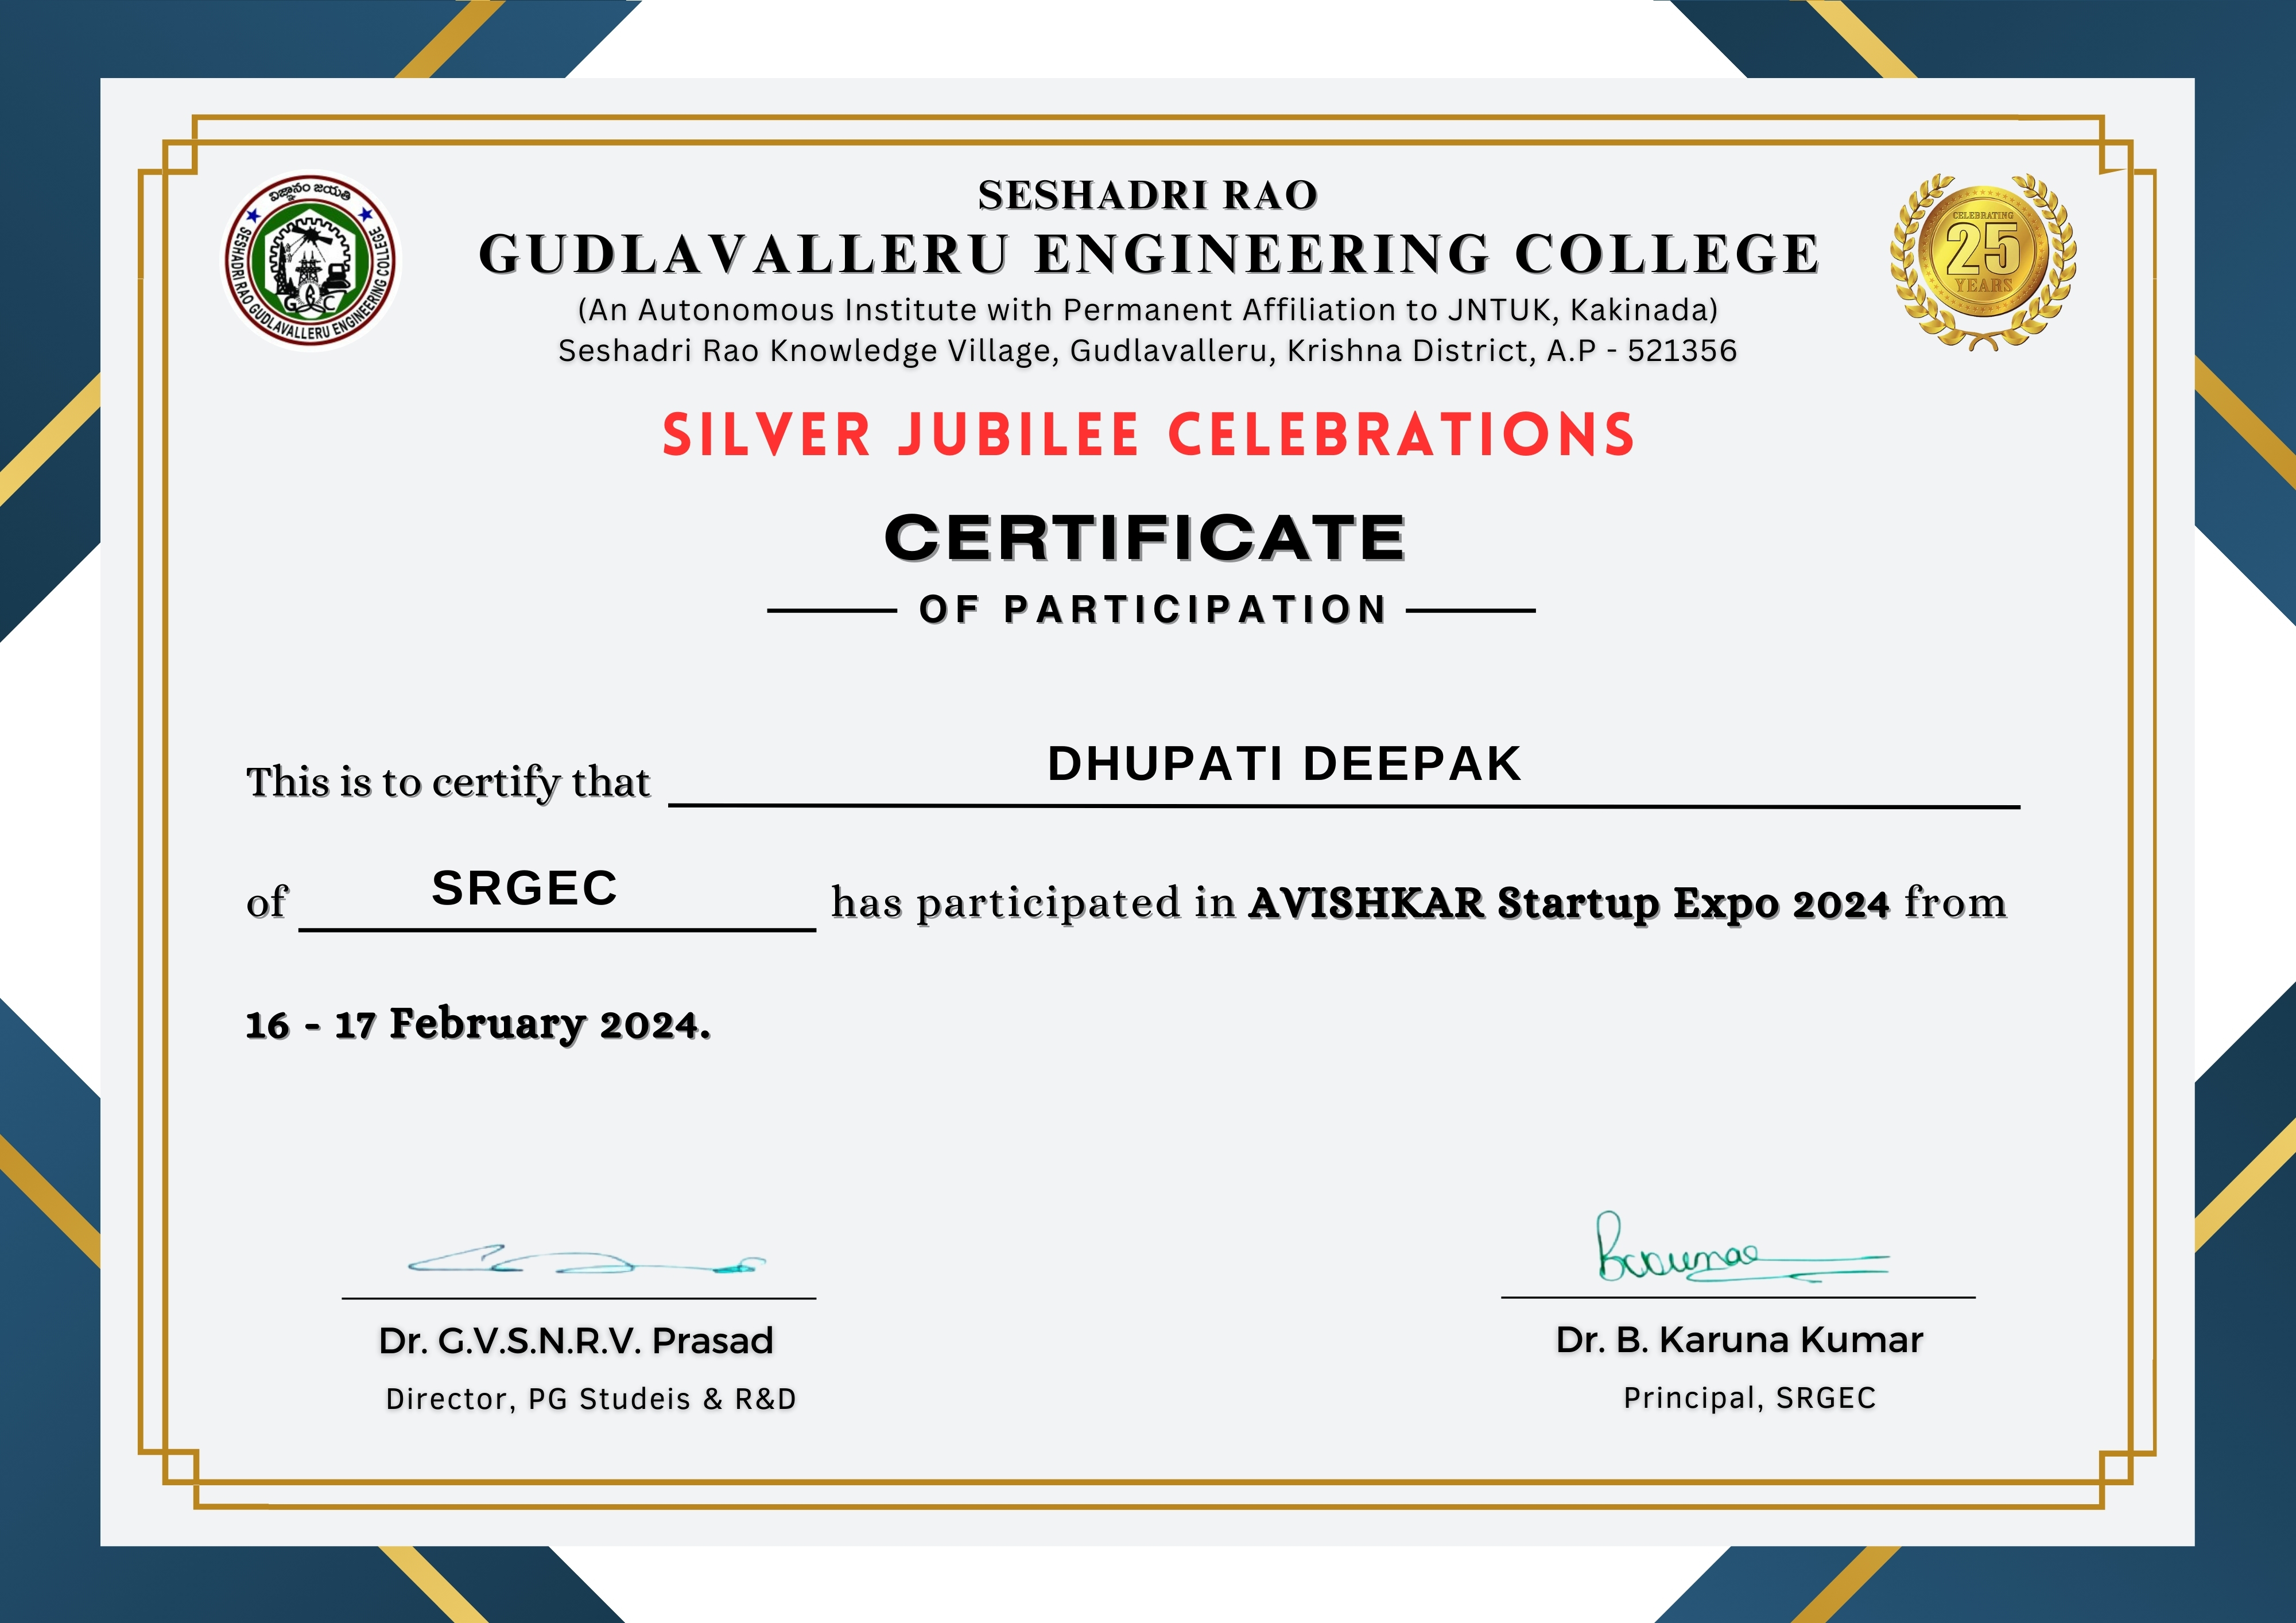 విజ్ఞానం జయతి
SESHADRI RAO GUDLAVALLERU ENGINEERING COLLEGE
SESHADRI RAO
GUDLAVALLERU ENGINEERING COLLEGE
(An Autonomous Institute with Permanent Affiliation to JNTUK, Kakinada)
Seshadri Rao Knowledge Village, Gudlavalleru, Krishna District, A.P - 521356
CELEBRATING
25
YEARS
SILVER JUBILEE CELEBRATIONS
CERTIFICATE
OF PARTICIPATION
This is to certify that DHUPATI DEEPAK
of SRGEC has participated in AVISHKAR Startup Expo 2024 from
16 - 17 February 2024.
Dr. G.V.S.N.R.V. Prasad
Director, PG Studeis & R&D
Dr. B. Karuna Kumar
Principal, SRGEC